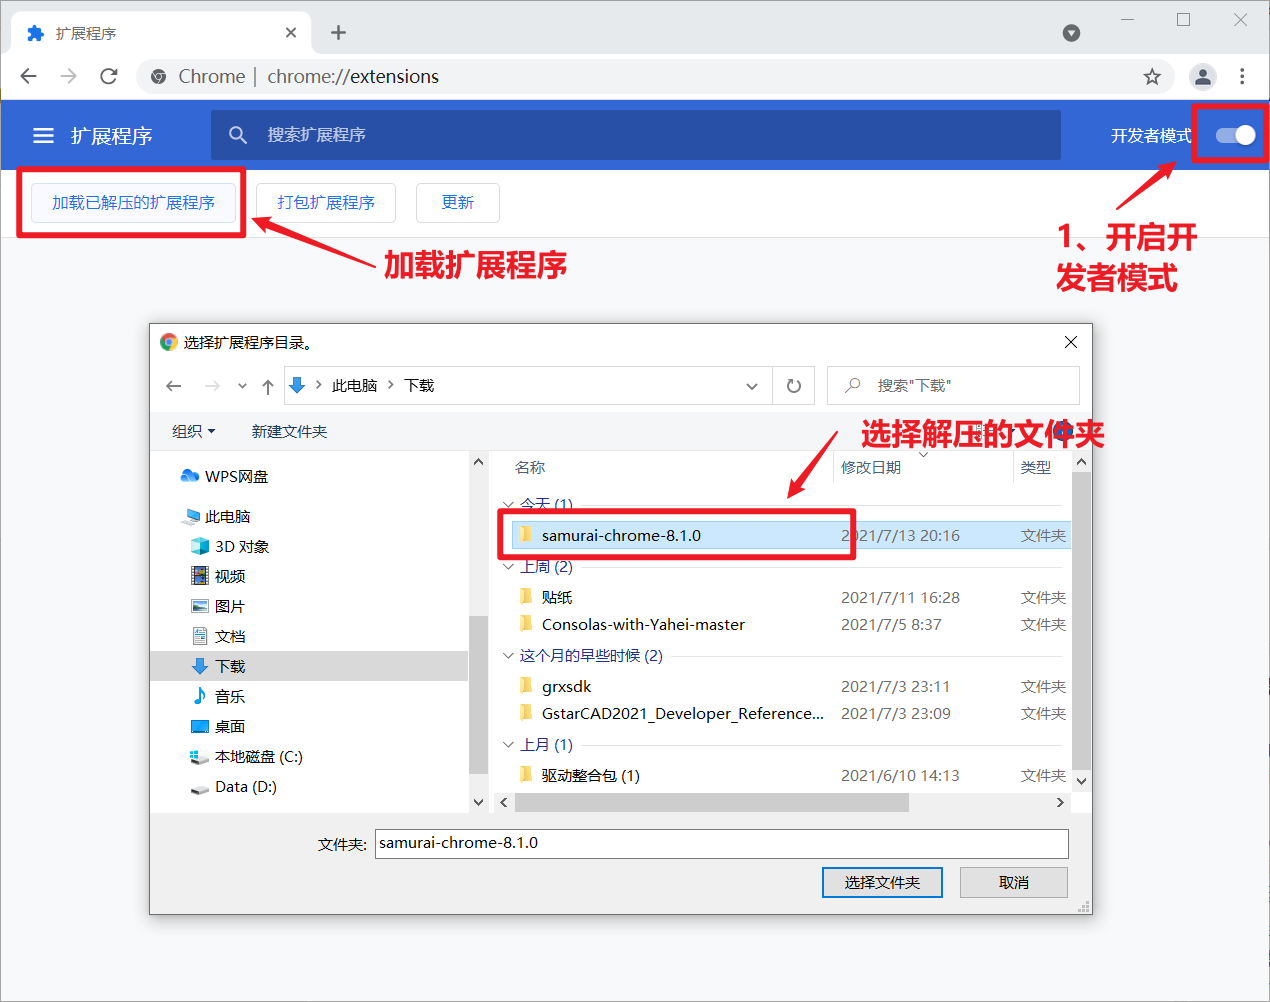 扩展程序
Chrome | chrome://extensions
扩展程序
搜索扩展程序
开发者模式
加载已解压的扩展程序
打包扩展程序
更新
加载扩展程序
1、开启开
发者模式
选择扩展程序目录。
此电脑 > 下载
搜索"下载"
组织
新建文件夹
选择解压的文件夹
WPS网盘
此电脑
3D 对象
视频
图片
文档
下载
音乐
桌面
本地磁盘 (C:)
Data (D:)
名称 修改日期 类型
今天 (1)
samurai-chrome-8.1.0 2021/7/13 20:16 文件夹
上周 (2)
贴纸 2021/7/11 16:28 文件夹
Consolas-with-Yahei-master 2021/7/5 8:37 文件夹
这个月的早些时候 (2)
grxsdk 2021/7/3 23:11 文件夹
GstarCAD2021_Developer_Reference... 2021/7/3 23:09 文件夹
上月 (1)
驱动整合包 (1) 2021/6/10 14:13 文件夹
文件夹: samurai-chrome-8.1.0
选择文件夹
取消